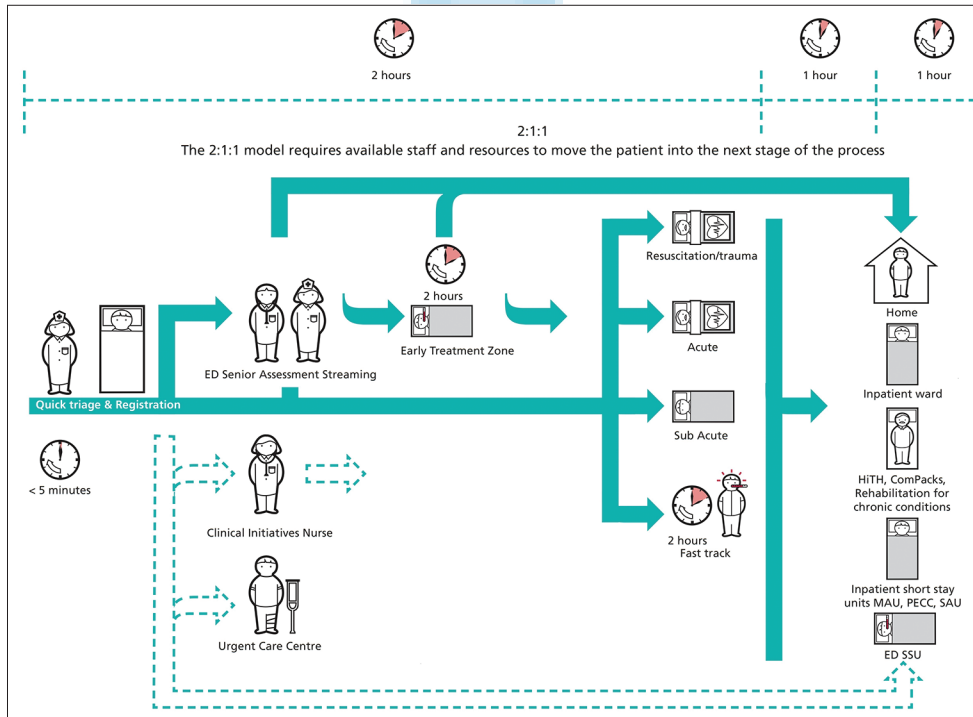 2 hours
1 hour
1 hour
2:1:1
The 2:1:1 model requires available staff and resources to move the patient into the next stage of the process
Resuscitation/trauma
2 hours
Home
Early Treatment Zone
Acute
ED Senior Assessment Streaming
Inpatient ward
Quick triage & Registration
Sub Acute
< 5 minutes
HiTH, ComPacks,
Rehabilitation for
chronic conditions
Clinical Initiatives Nurse
2 hours
Fast track
Inpatient short stay
units MAU, PECC, SAU
Urgent Care Centre
ED SSU